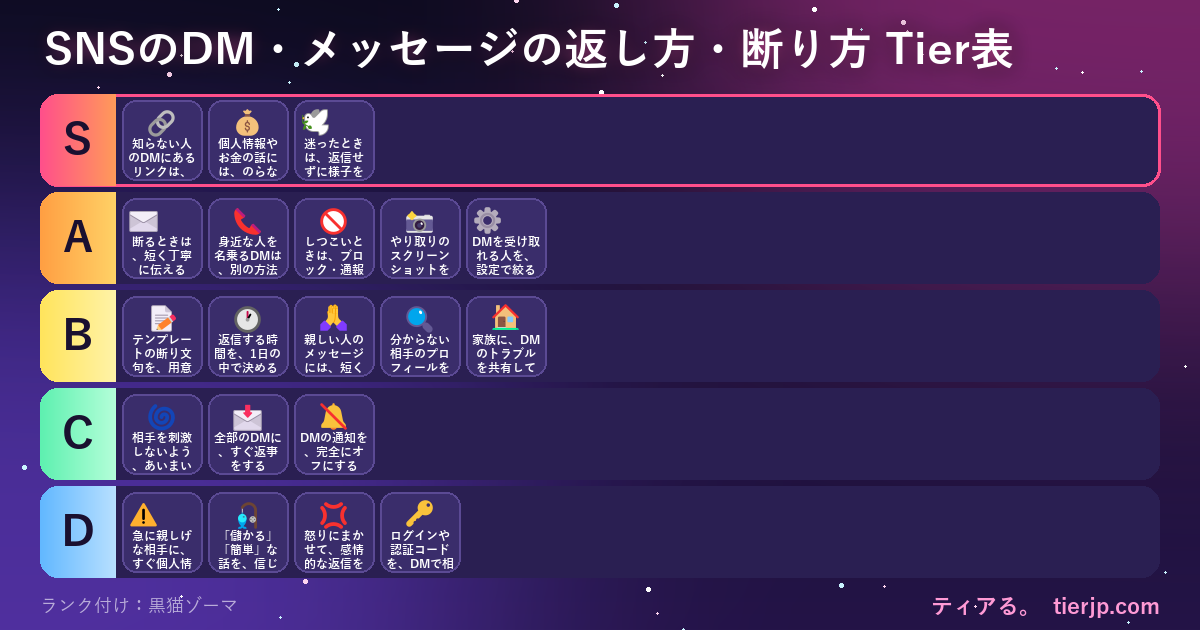 SNSのDM・メッセージの返し方・断り方 Tier表
S
知らない人
のDMにある
リンクは、
個人情報や
お金の話に
は、のらな
迷ったとき
は、返信せ
ずに様子を
A
断るときは
、短く丁寧
に伝える
身近な人を
名乗るDMは
、別の方法
しつこいと
きは、ブロ
ック・通報
やり取りの
スクリーン
ショットを
DMを受け取
れる人を、
設定で絞る
B
テンプレー
トの断り文
句を、用意
返信する時
間を、1日の
中で決める
親しい人の
メッセージ
には、短く
分からない
相手のプロ
フィールを
家族に、DM
のトラブル
を共有して
C
相手を刺激
しないよう
、あいまい
全部のDMに
、すぐ返事
をする
DMの通知を
、完全にオ
フにする
D
急に親しげ
な相手に、
すぐ個人情
「儲かる」
「簡単」な
話を、信じ
怒りにまか
せて、感情
的な返信を
ログインや
認証コード
を、DMで相
ランク付け：黒猫ゾーマ
ティアる。 tierjp.com